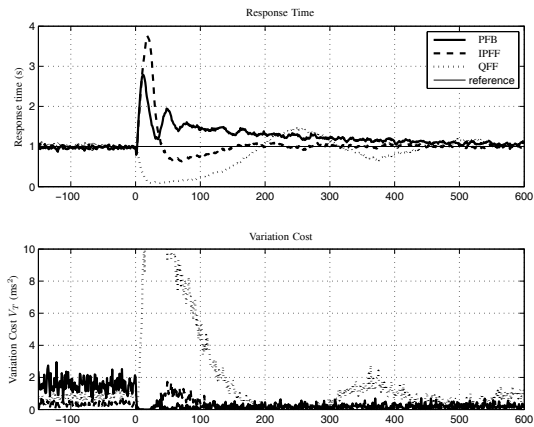 Response Time
Response time (s)
4
3
2
1
0
PFB
IPFF
QFF
reference
−100 0 100 200 300 400 500 600
Variation Cost
Variation Cost V_T (ms²)
10
8
6
4
2
0
−100 0 100 200 300 400 500 600